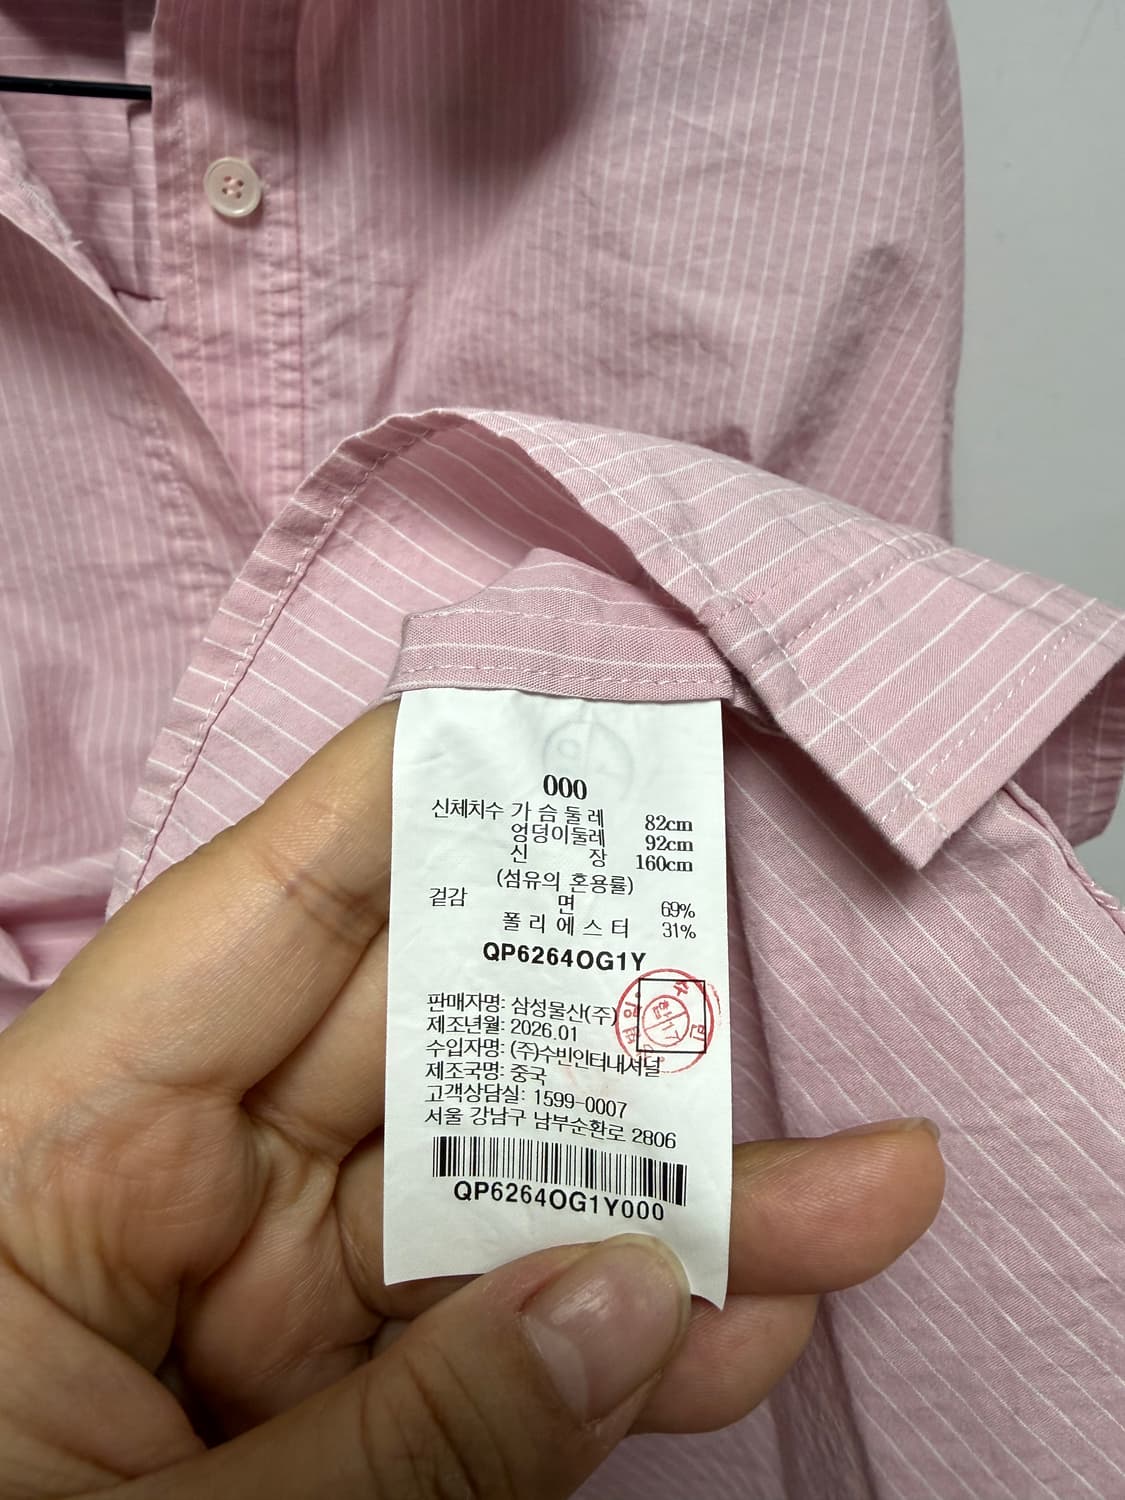 000
신체치수 가슴둘레 82cm
엉덩이둘레 92cm
신 장 160cm
(섬유의 혼용률)
겉감 면 69%
폴리에스터 31%
QP6264OG1Y
판매자명: 삼성물산(주)
제조년월: 2026.01
수입자명: (주)수빈인터내셔널
제조국명: 중국
고객상담실: 1599-0007
서울 강남구 남부순환로 2806
QP6264OG1Y000